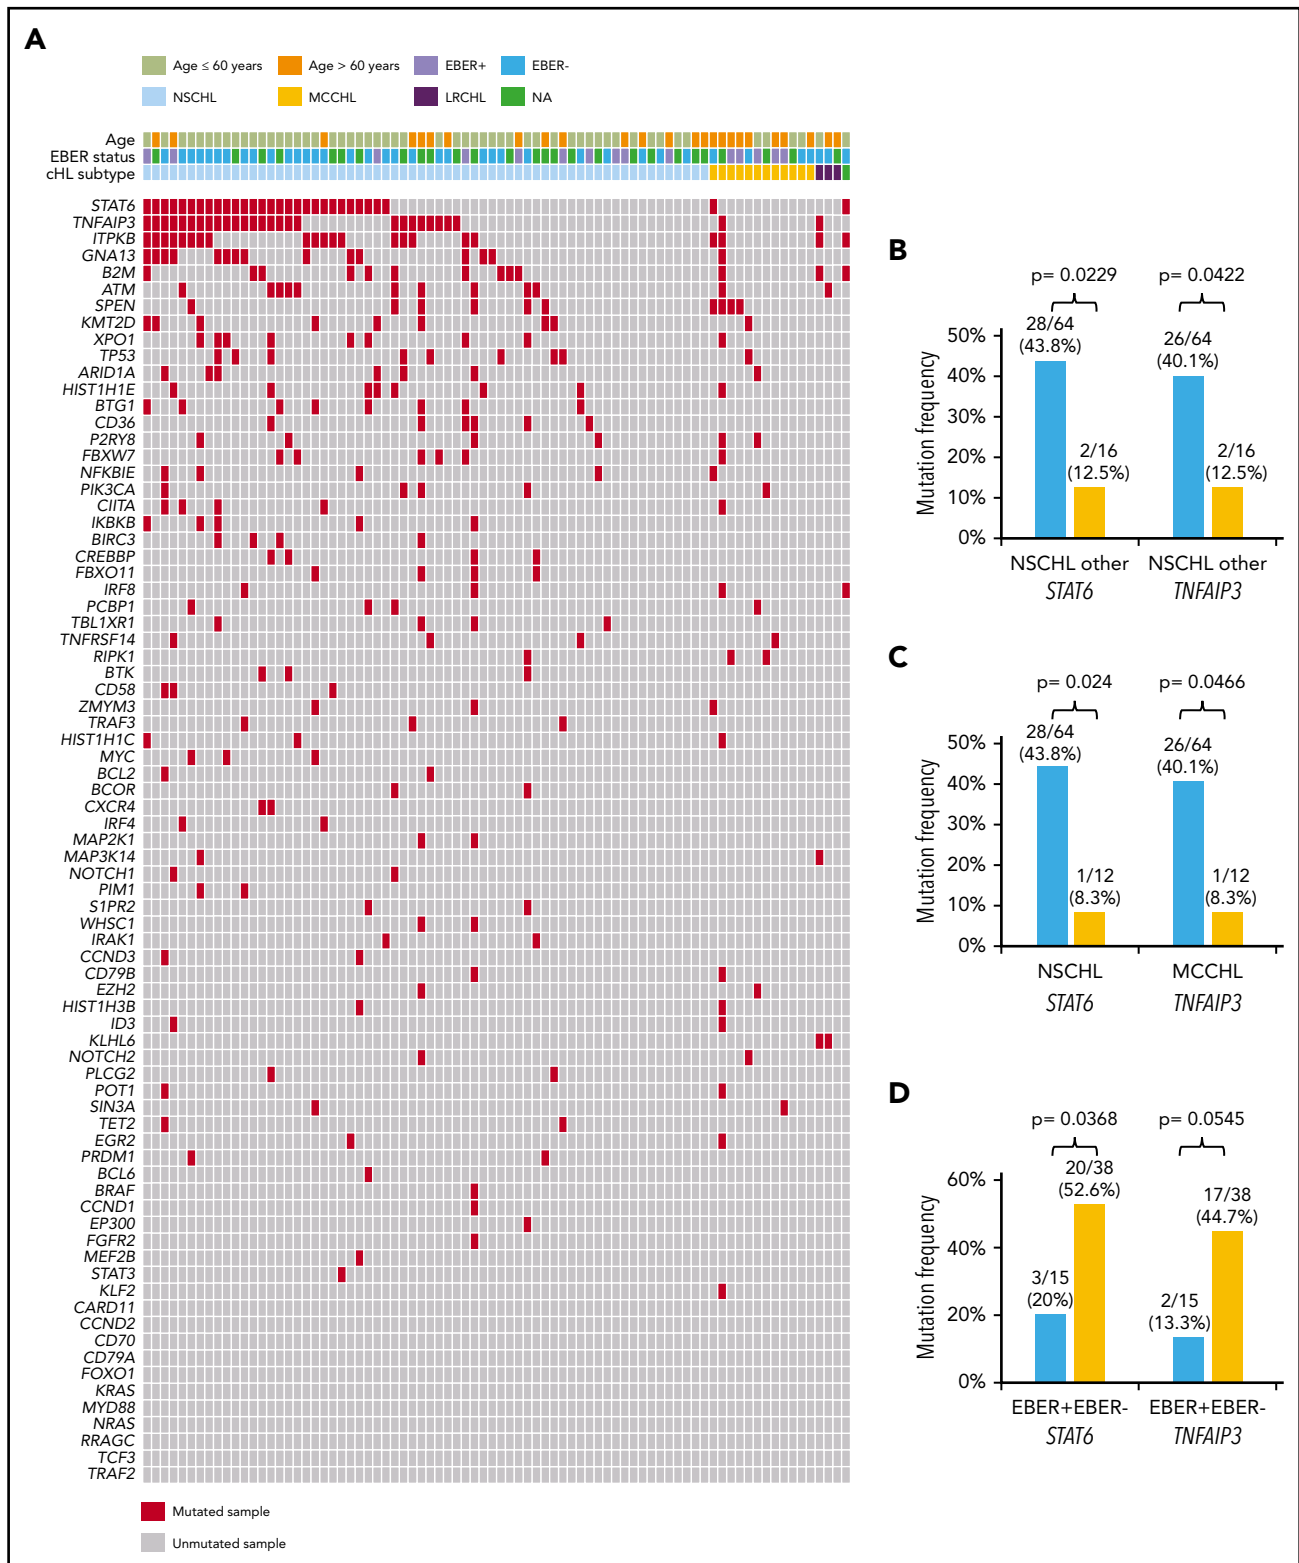 A
Age ≤ 60 years
Age > 60 years
EBER+
EBER-
NSCHL
MCCHL
LRCHL
NA
Age
EBER status
cHL subtype
STAT6
TNFAIP3
ITPKB
GNA13
B2M
ATM
SPEN
KMT2D
XPO1
TP53
ARID1A
HIST1H1E
BTG1
CD36
P2RY8
FBXW7
NFKBIE
PIK3CA
CIITA
IKBKB
BIRC3
CREBBP
FBXO11
IRF8
PCBP1
TBL1XR1
TNFRSF14
RIPK1
BTK
CD58
ZMYM3
TRAF3
HIST1H1C
MYC
BCL2
BCOR
CXCR4
IRF4
MAP2K1
MAP3K14
NOTCH1
PIM1
S1PR2
WHSC1
IRAK1
CCND3
CD79B
EZH2
HIST1H3B
ID3
KLHL6
NOTCH2
PLCG2
POT1
SIN3A
TET2
EGR2
PRDM1
BCL6
BRAF
CCND1
EP300
FGFR2
MEF2B
STAT3
KLF2
CARD11
CCND2
CD70
CD79A
FOXO1
KRAS
MYD88
NRAS
RRAGC
TCF3
TRAF2
Mutated sample
Unmutated sample
B
p= 0.0229
p= 0.0422
28/64
(43.8%)
26/64
(40.1%)
2/16
(12.5%)
2/16
(12.5%)
50%
40%
30%
20%
10%
0%
Mutation frequency
NSCHL other
NSCHL other
STAT6
TNFAIP3
C
p= 0.024
p= 0.0466
28/64
(43.8%)
26/64
(40.1%)
1/12
(8.3%)
1/12
(8.3%)
50%
40%
30%
20%
10%
0%
Mutation frequency
NSCHL
MCCHL
STAT6
TNFAIP3
D
p= 0.0368
p= 0.0545
20/38
(52.6%)
17/38
(44.7%)
3/15
(20%)
2/15
(13.3%)
60%
40%
20%
0%
Mutation frequency
EBER+EBER-
EBER+EBER-
STAT6
TNFAIP3